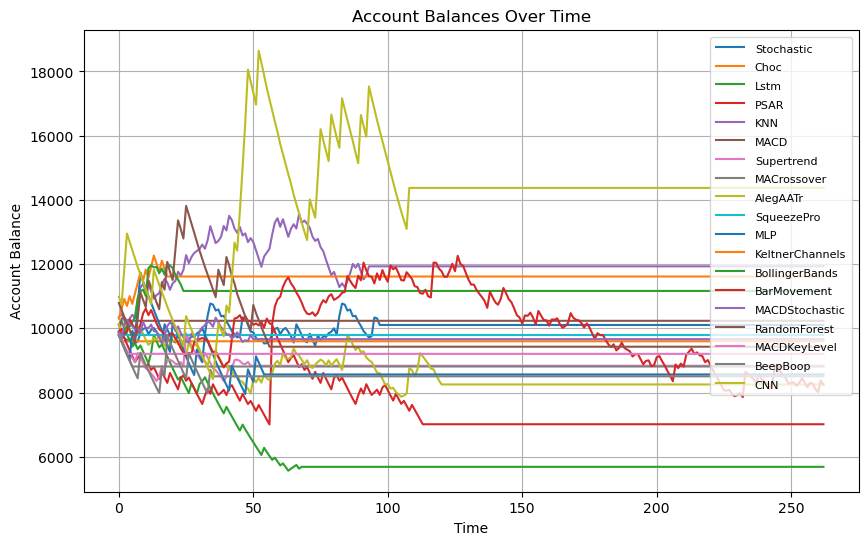 Account Balances Over Time
Account Balance
18000
16000
14000
12000
10000
8000
6000
0
50
100
150
200
250
Time
Stochastic
Choc
Lstm
PSAR
KNN
MACD
Supertrend
MACrossover
AlegAATr
SqueezePro
MLP
KeltnerChannels
BollingerBands
BarMovement
MACDStochastic
RandomForest
MACDKeyLevel
BeepBoop
CNN